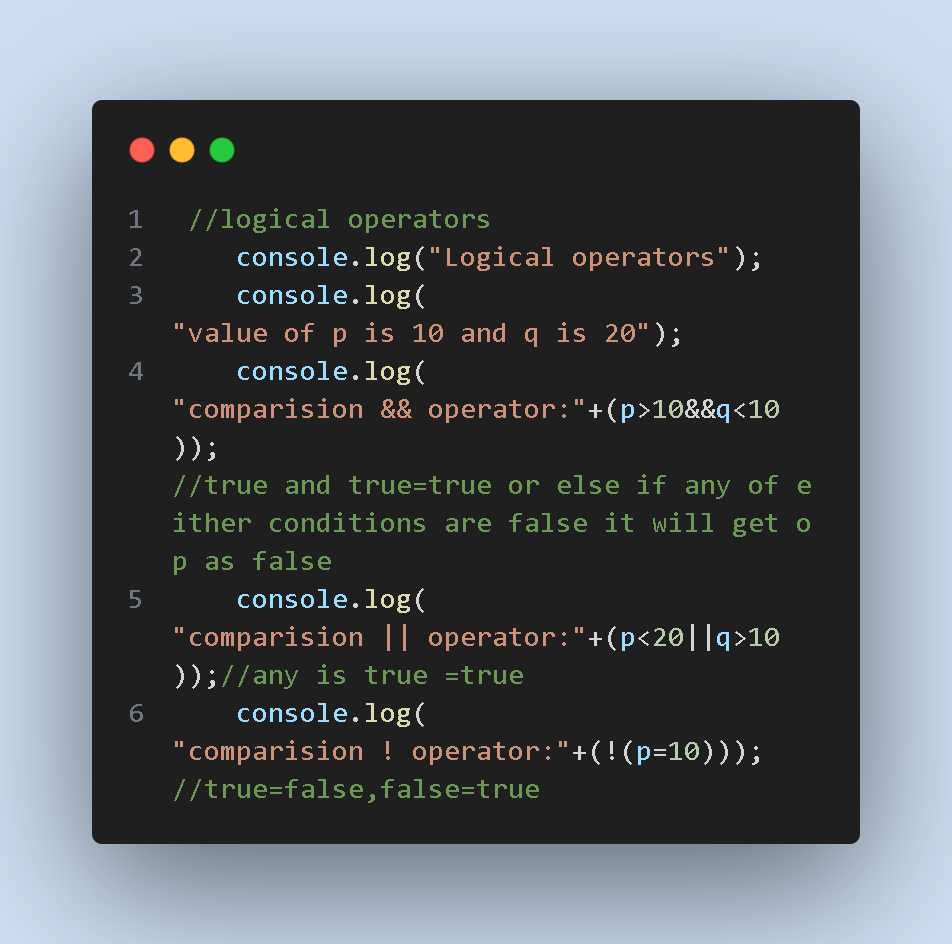 1 //logical operators
2 console.log("Logical operators");
3 console.log(
"value of p is 10 and q is 20");
4 console.log(
"comparision && operator:"+(p>10&&q<10
));
//true and true=true or else if any of e
ither conditions are false it will get o
p as false
5 console.log(
"comparision || operator:"+(p<20||q>10
));//any is true =true
6 console.log(
"comparision ! operator:"+(!(p=10)));
//true=false,false=true